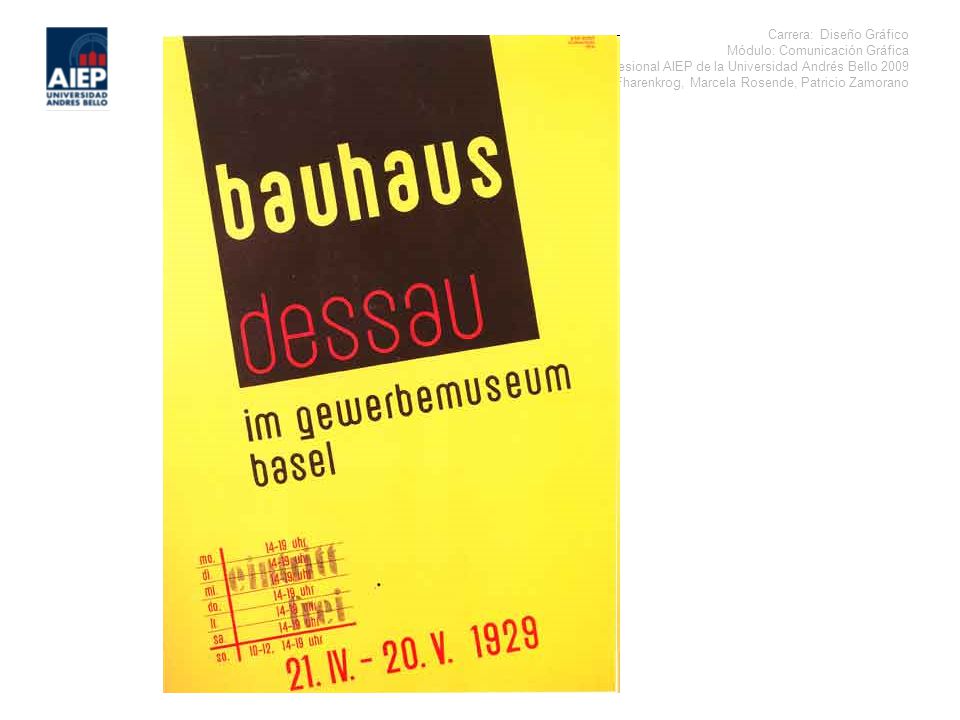 AIEP
UNIVERSIDAD
ANDRES BELLO
Carrera: Diseño Gráfico
Módulo: Comunicación Gráfica
esional AIEP de la Universidad Andrés Bello 2009
Fharenkrog, Marcela Rosende, Patricio Zamorano
bauhaus
dessau
im gewerbemuseum
basel
mo. 14-19 uhr
di. 14-19 uhr
mi. 14-19 uhr
do. 14-19 uhr
fr 14-19 uhr
sa. 14-19 uhr
so. 10-12, 14-19 uhr
eintritt
frei
21. IV. - 20. V. 1929